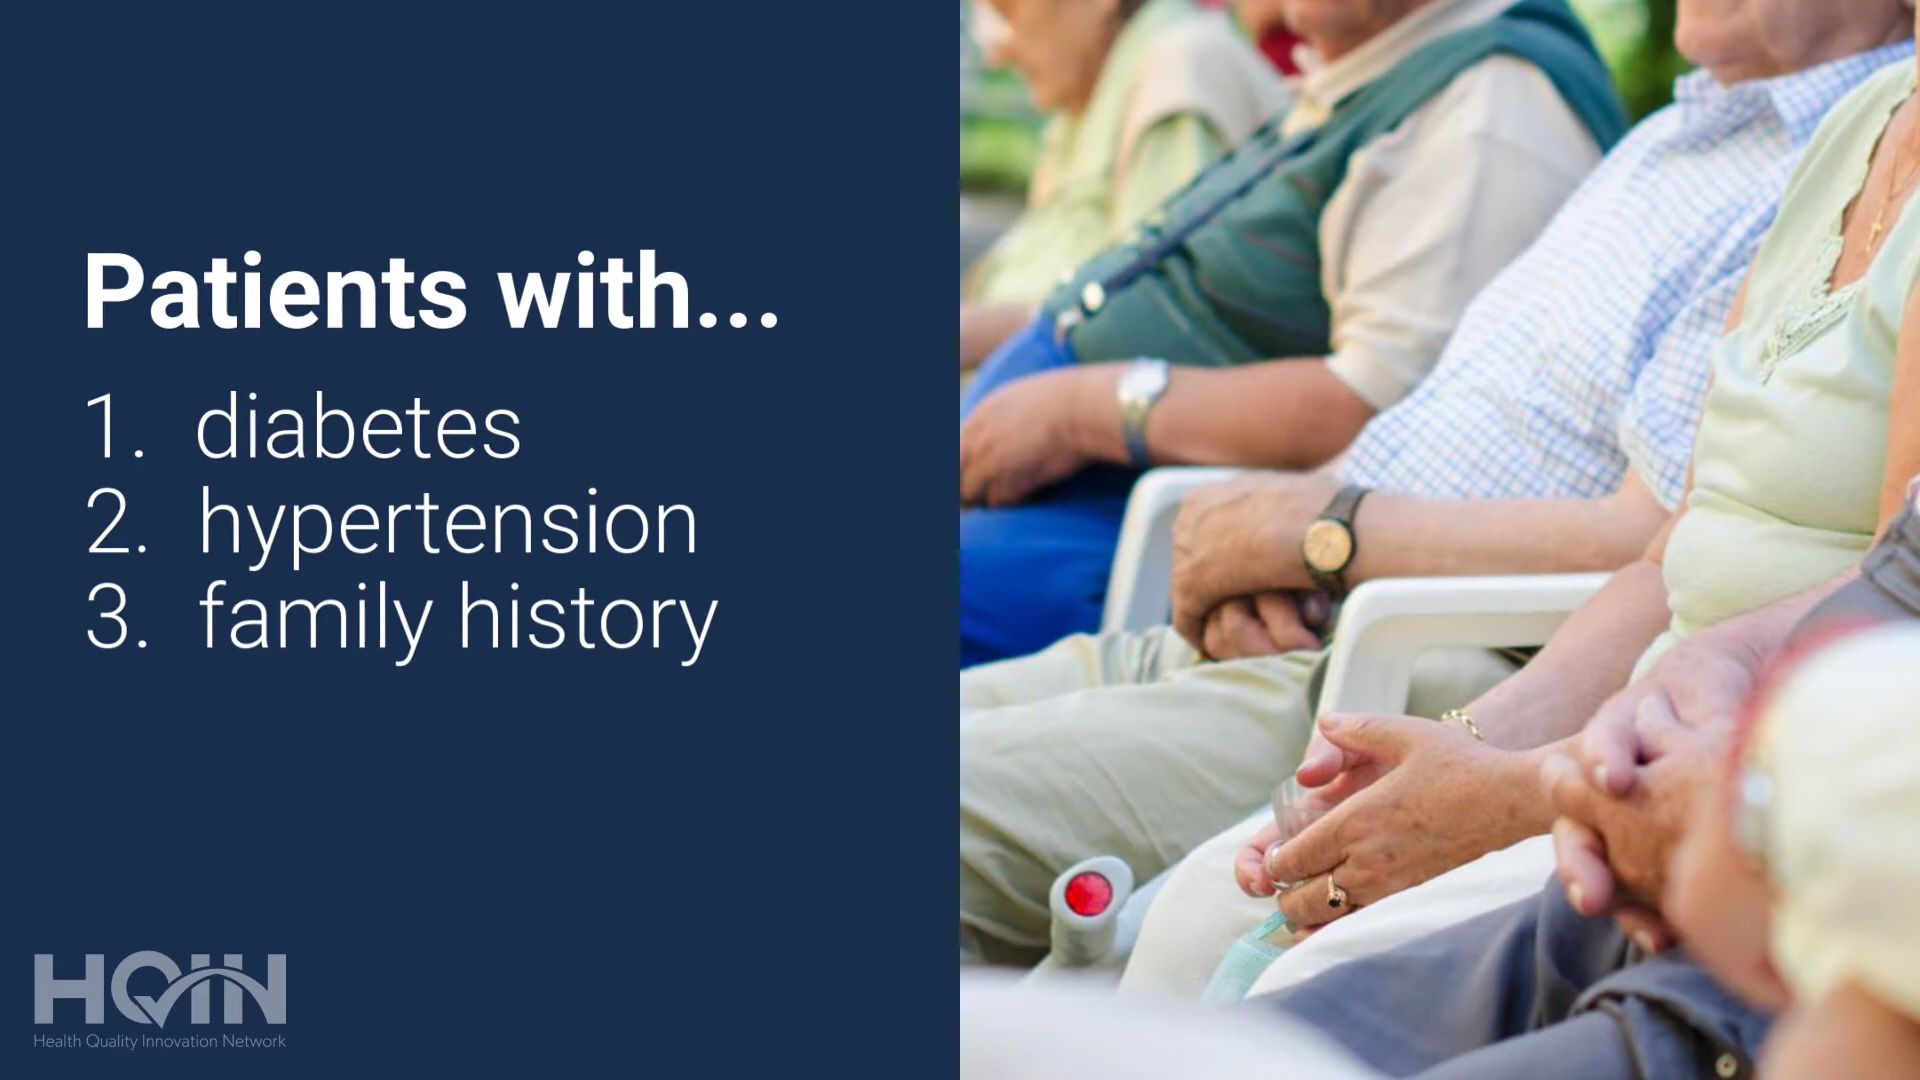 Patients with...
1. diabetes
2. hypertension
3. family history
HQIN
Health Quality Innovation Network